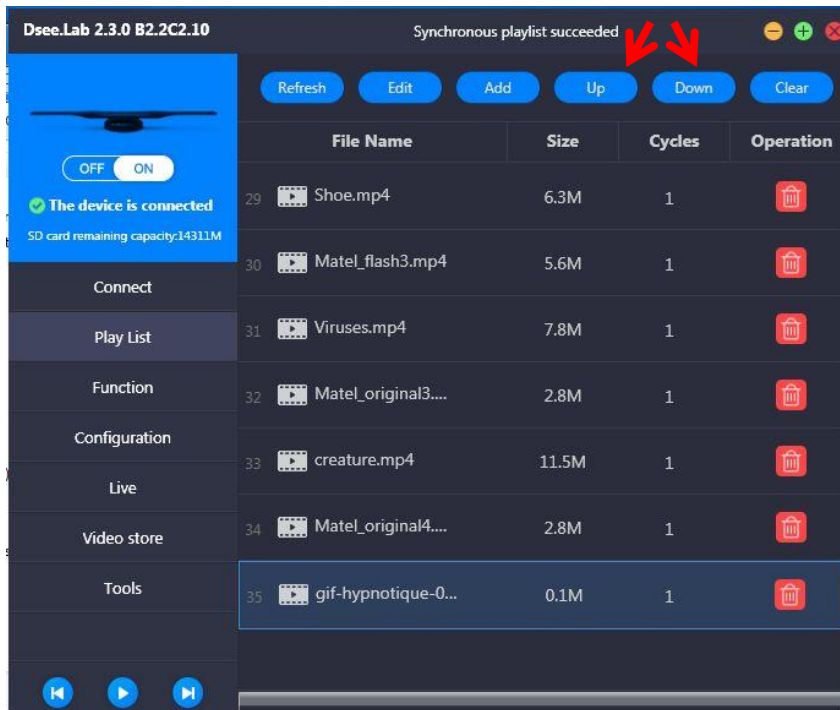 Dsee.Lab 2.3.0 B2.2C2.10
Synchronous playlist succeeded
OFF ON
The device is connected
SD card remaining capacity:14311M
Connect
Play List
Function
Configuration
Live
Video store
Tools
Refresh Edit Add Up Down Clear
File Name Size Cycles Operation
29 Shoe.mp4 6.3M 1
30 Matel_flash3.mp4 5.6M 1
31 Viruses.mp4 7.8M 1
32 Matel_original3.... 2.8M 1
33 creature.mp4 11.5M 1
34 Matel_original4.... 2.8M 1
35 gif-hypnotique-0... 0.1M 1